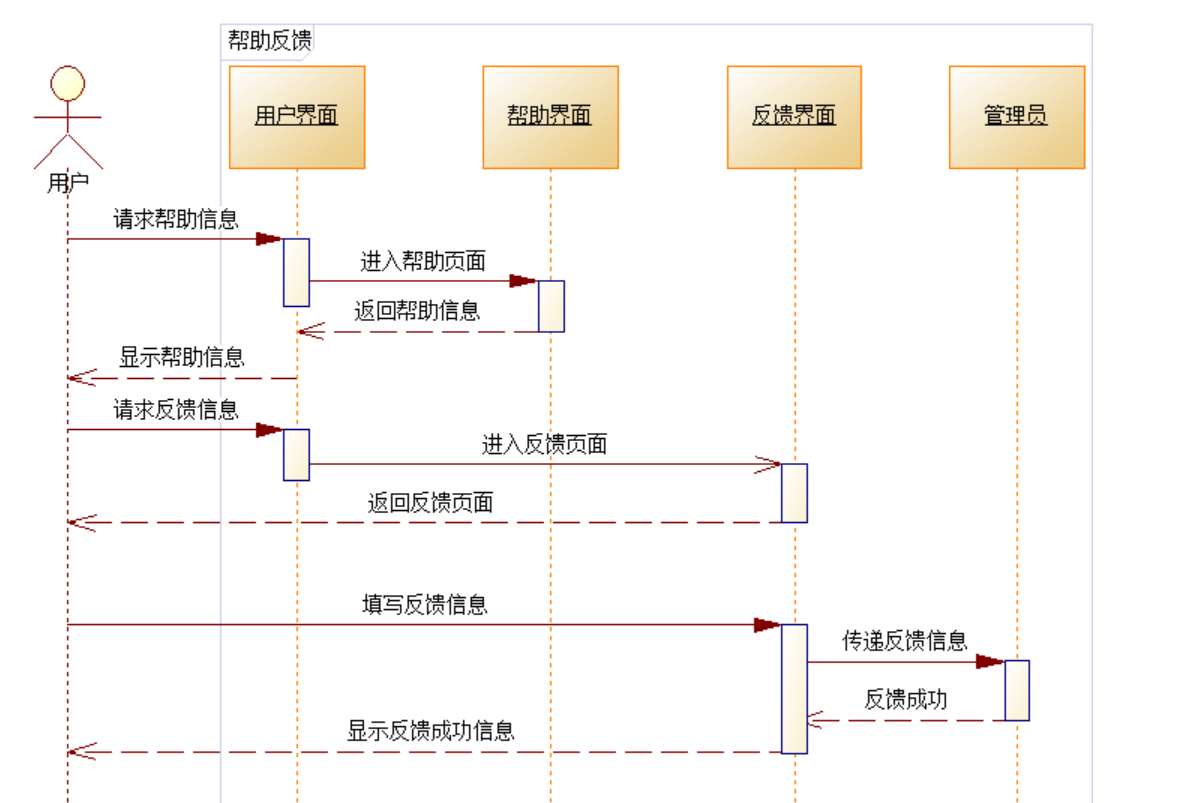 帮助反馈
用户界面
帮助界面
反馈界面
管理员
用户
请求帮助信息
进入帮助页面
返回帮助信息
显示帮助信息
请求反馈信息
进入反馈页面
返回反馈页面
填写反馈信息
传递反馈信息
反馈成功
显示反馈成功信息